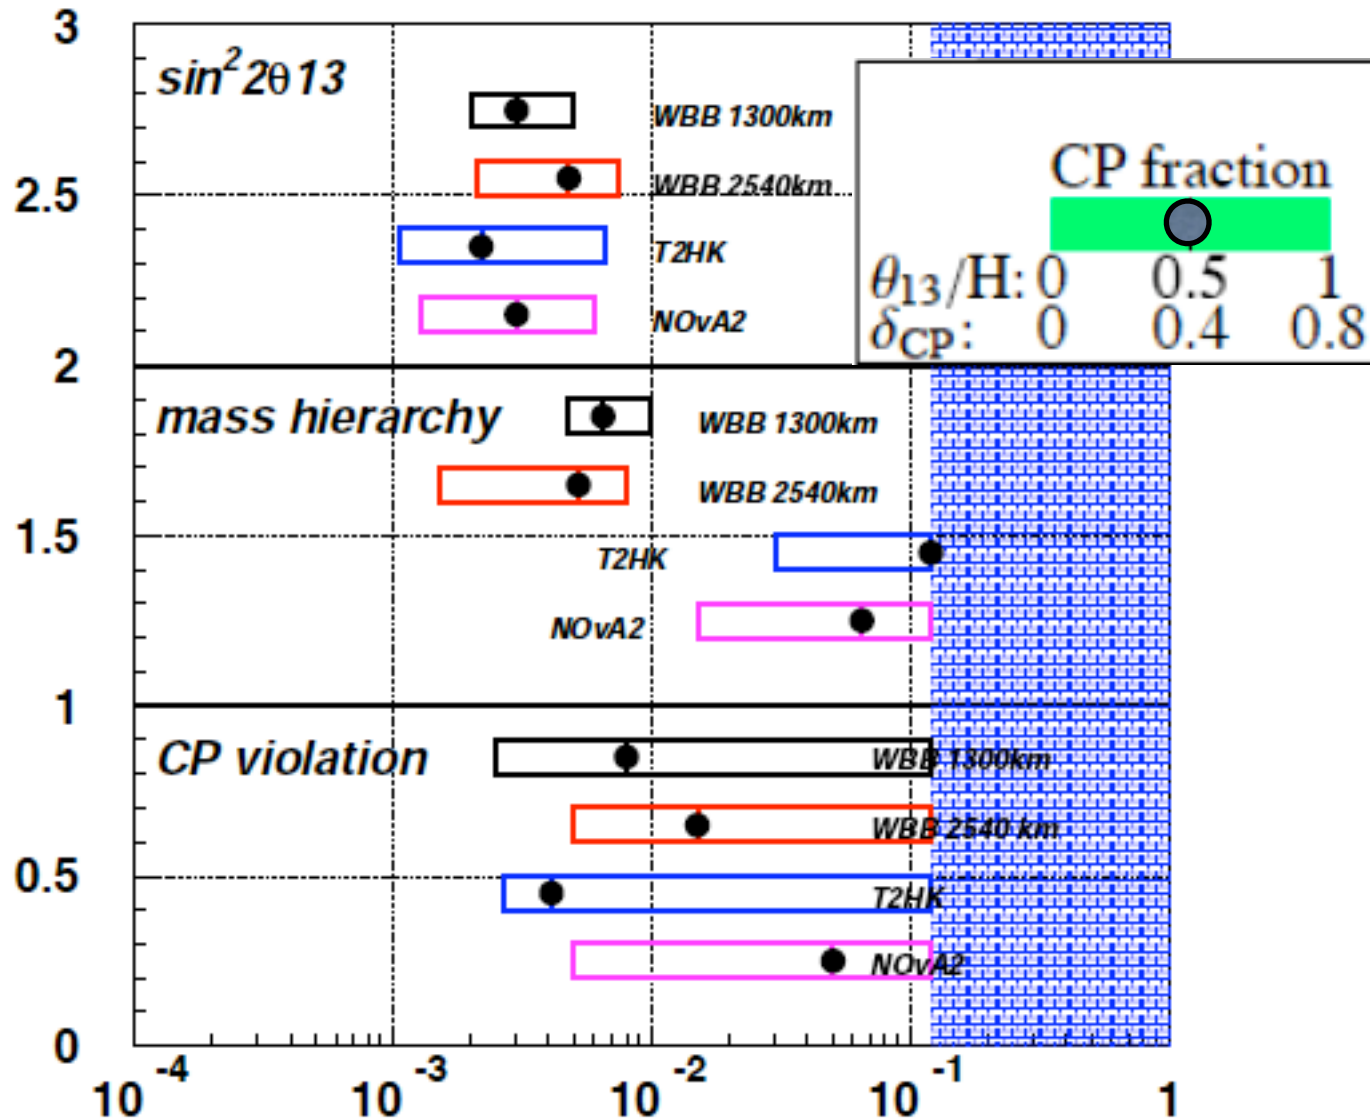 3
sin²2θ13
WBB 1300km
CP fraction
WBB 2540km
2.5
T2HK
θ₁₃/H: 0 0.5 1
NOvA2
δCP: 0 0.4 0.8
2
mass hierarchy
WBB 1300km
WBB 2540km
1.5
T2HK
NOvA2
1
CP violation
WBB 1300km
WBB 2540 km
0.5
T2HK
NOvA2
0
10⁻⁴ 10⁻³ 10⁻² 10⁻¹ 1